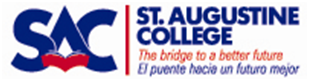 SAC
ST. AUGUSTINE
COLLEGE
The bridge to a better future
El puente hacia un futuro mejor